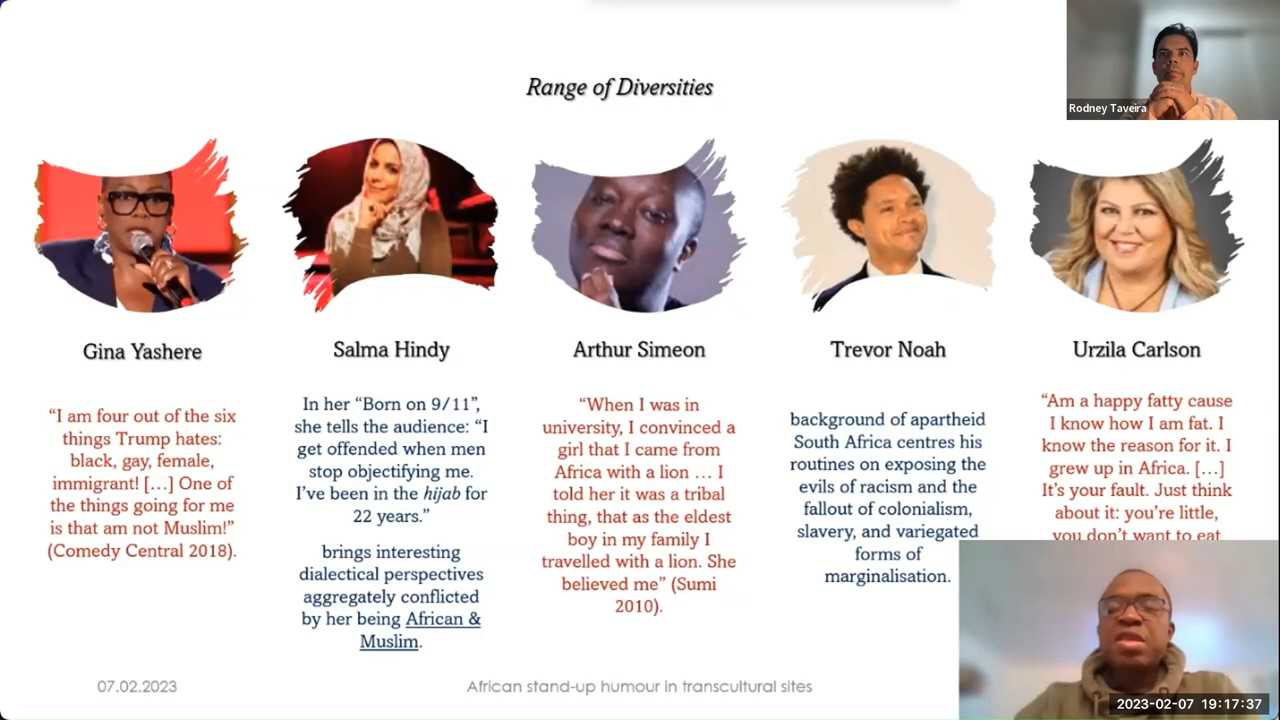 Range of Diversities
Rodney Taveira
Gina Yashere
"I am four out of the six
things Trump hates:
black, gay, female,
immigrant! […] One of
the things going for me
is that am not Muslim!"
(Comedy Central 2018).
Salma Hindy
In her "Born on 9/11",
she tells the audience: "I
get offended when men
stop objectifying me.
I've been in the hijab for
22 years."
brings interesting
dialectical perspectives
aggregately conflicted
by her being African &
Muslim.
Arthur Simeon
"When I was in
university, I convinced a
girl that I came from
Africa with a lion … I
told her it was a tribal
thing, that as the eldest
boy in my family I
travelled with a lion. She
believed me" (Sumi
2010).
Trevor Noah
background of apartheid
South Africa centres his
routines on exposing the
evils of racism and the
fallout of colonialism,
slavery, and variegated
forms of
marginalisation.
Urzila Carlson
"Am a happy fatty cause
I know how I am fat. I
know the reason for it. I
grew up in Africa. […]
It's your fault. Just think
about it: you're little,
you don't want to eat
07.02.2023
African stand-up humour in transcultural sites
2023-02-07 19:17:37